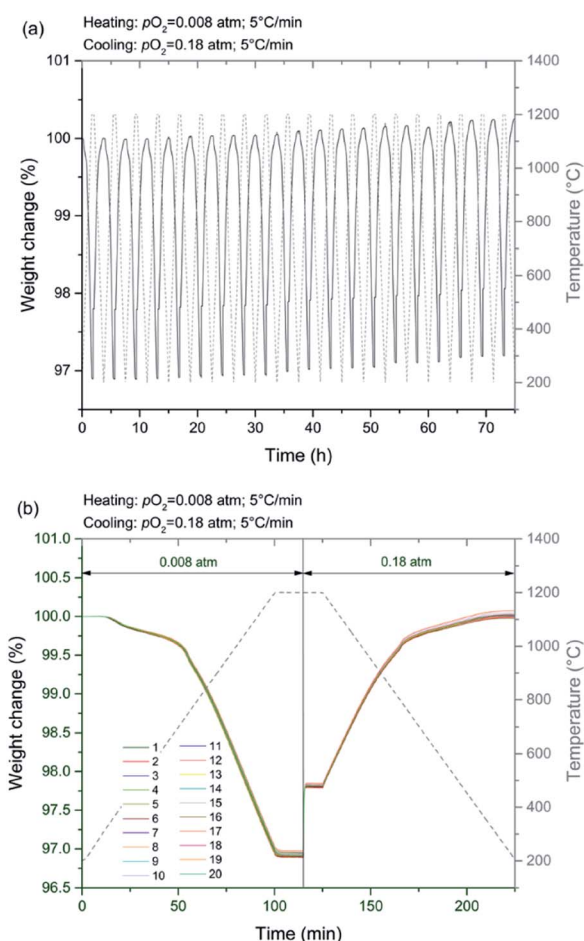 (a)
Heating: pO₂=0.008 atm; 5°C/min
Cooling: pO₂=0.18 atm; 5°C/min
101
100
99
98
97
Weight change (%)
1400
1200
1000
800
600
400
200
Temperature (°C)
0 10 20 30 40 50 60 70
Time (h)
(b)
Heating: pO₂=0.008 atm; 5°C/min
Cooling: pO₂=0.18 atm; 5°C/min
0.008 atm 0.18 atm
101.0
100.5
100.0
99.5
99.0
98.5
98.0
97.5
97.0
96.5
Weight change (%)
1 11
2 12
3 13
4 14
5 15
6 16
7 17
8 18
9 19
10 20
1400
1200
1000
800
600
400
200
Temperature (°C)
0 50 100 150 200
Time (min)